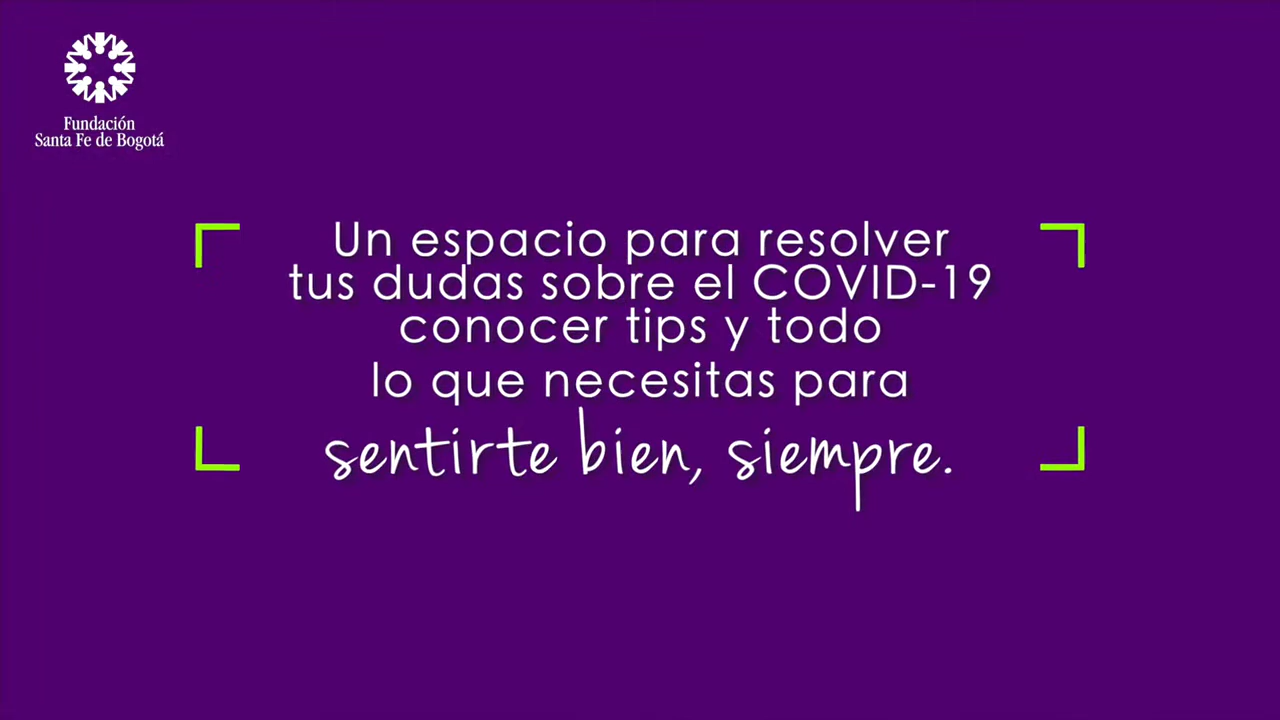 Fundación
Santa Fe de Bogotá
Un espacio para resolver
tus dudas sobre el COVID-19
conocer tips y todo
lo que necesitas para
sentirte bien, siempre.